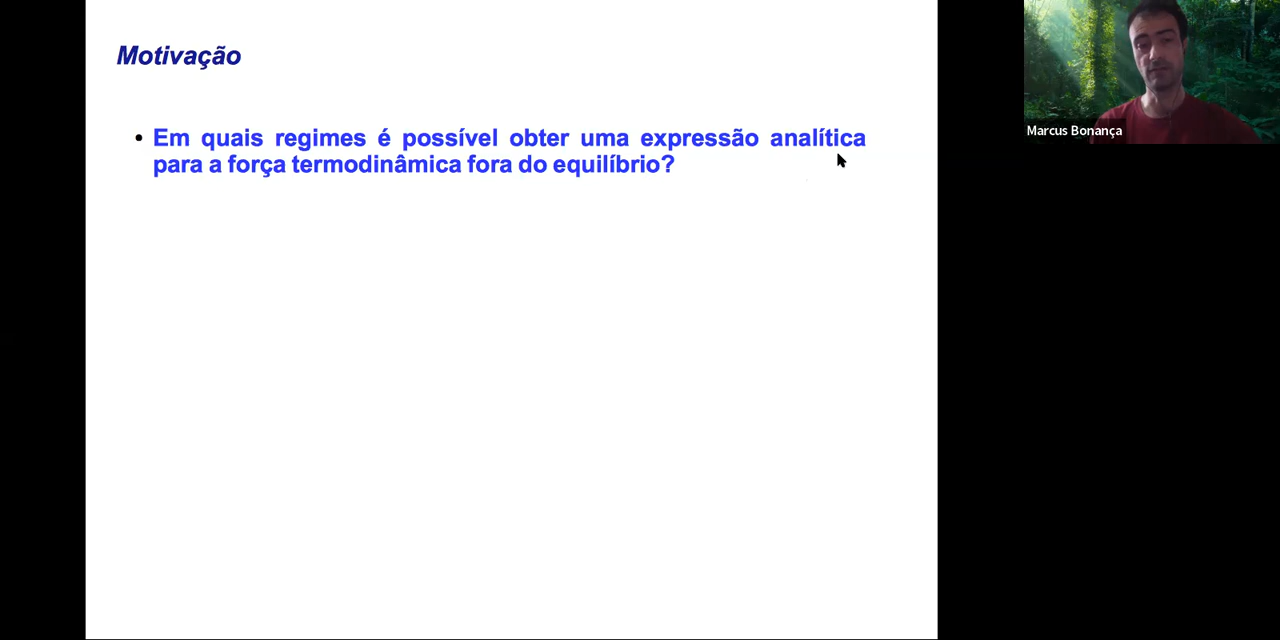 Motivação
• Em quais regimes é possível obter uma expressão analítica
para a força termodinâmica fora do equilíbrio?
Marcus Bonança